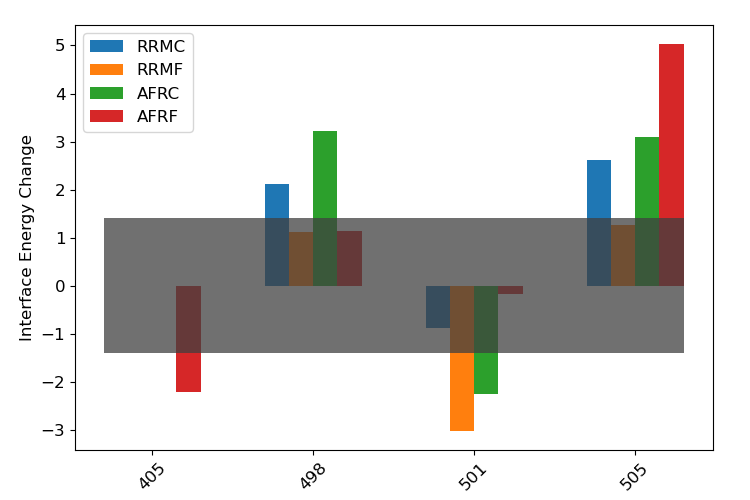 RRMC
RRMF
AFRC
AFRF
Interface Energy Change
5
4
3
2
1
0
−1
−2
−3
405
498
501
505